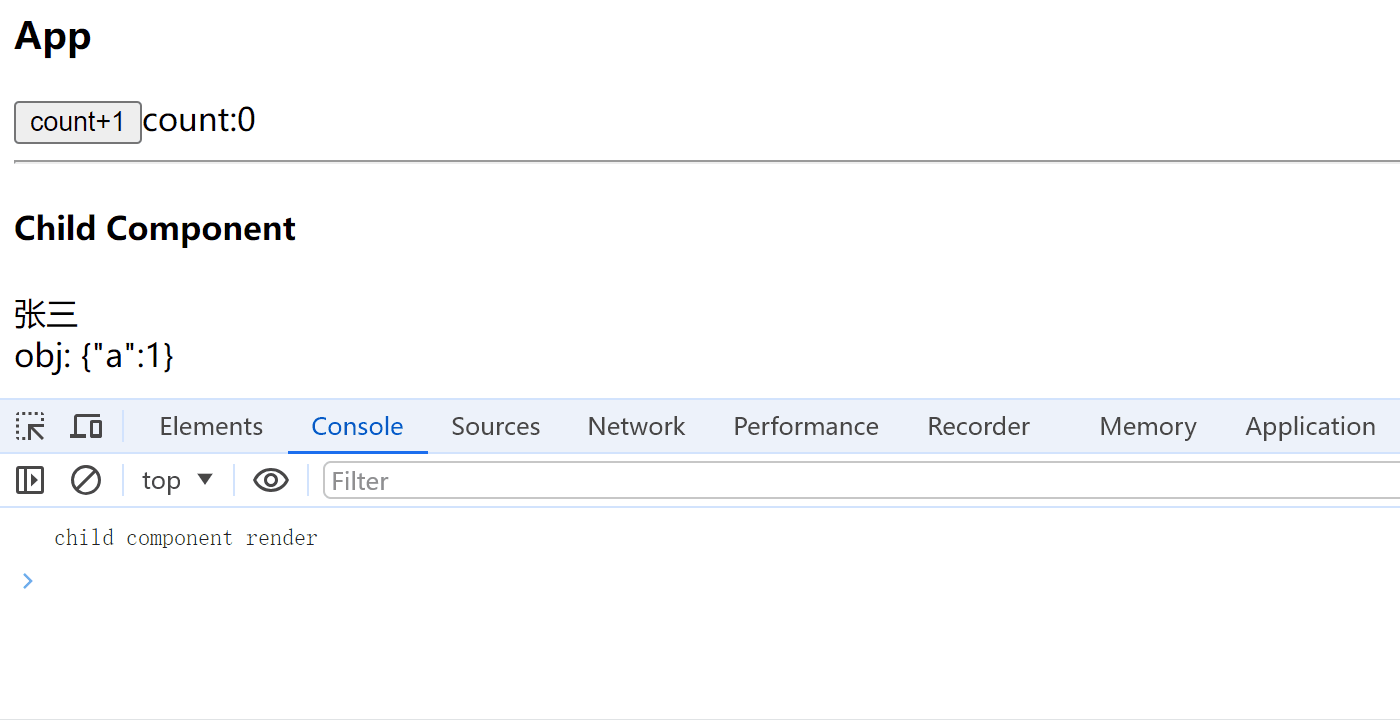 App
count+1 count:0
Child Component
张三
obj: {"a":1}
Elements Console Sources Network Performance Recorder Memory Application
top Filter
child component render